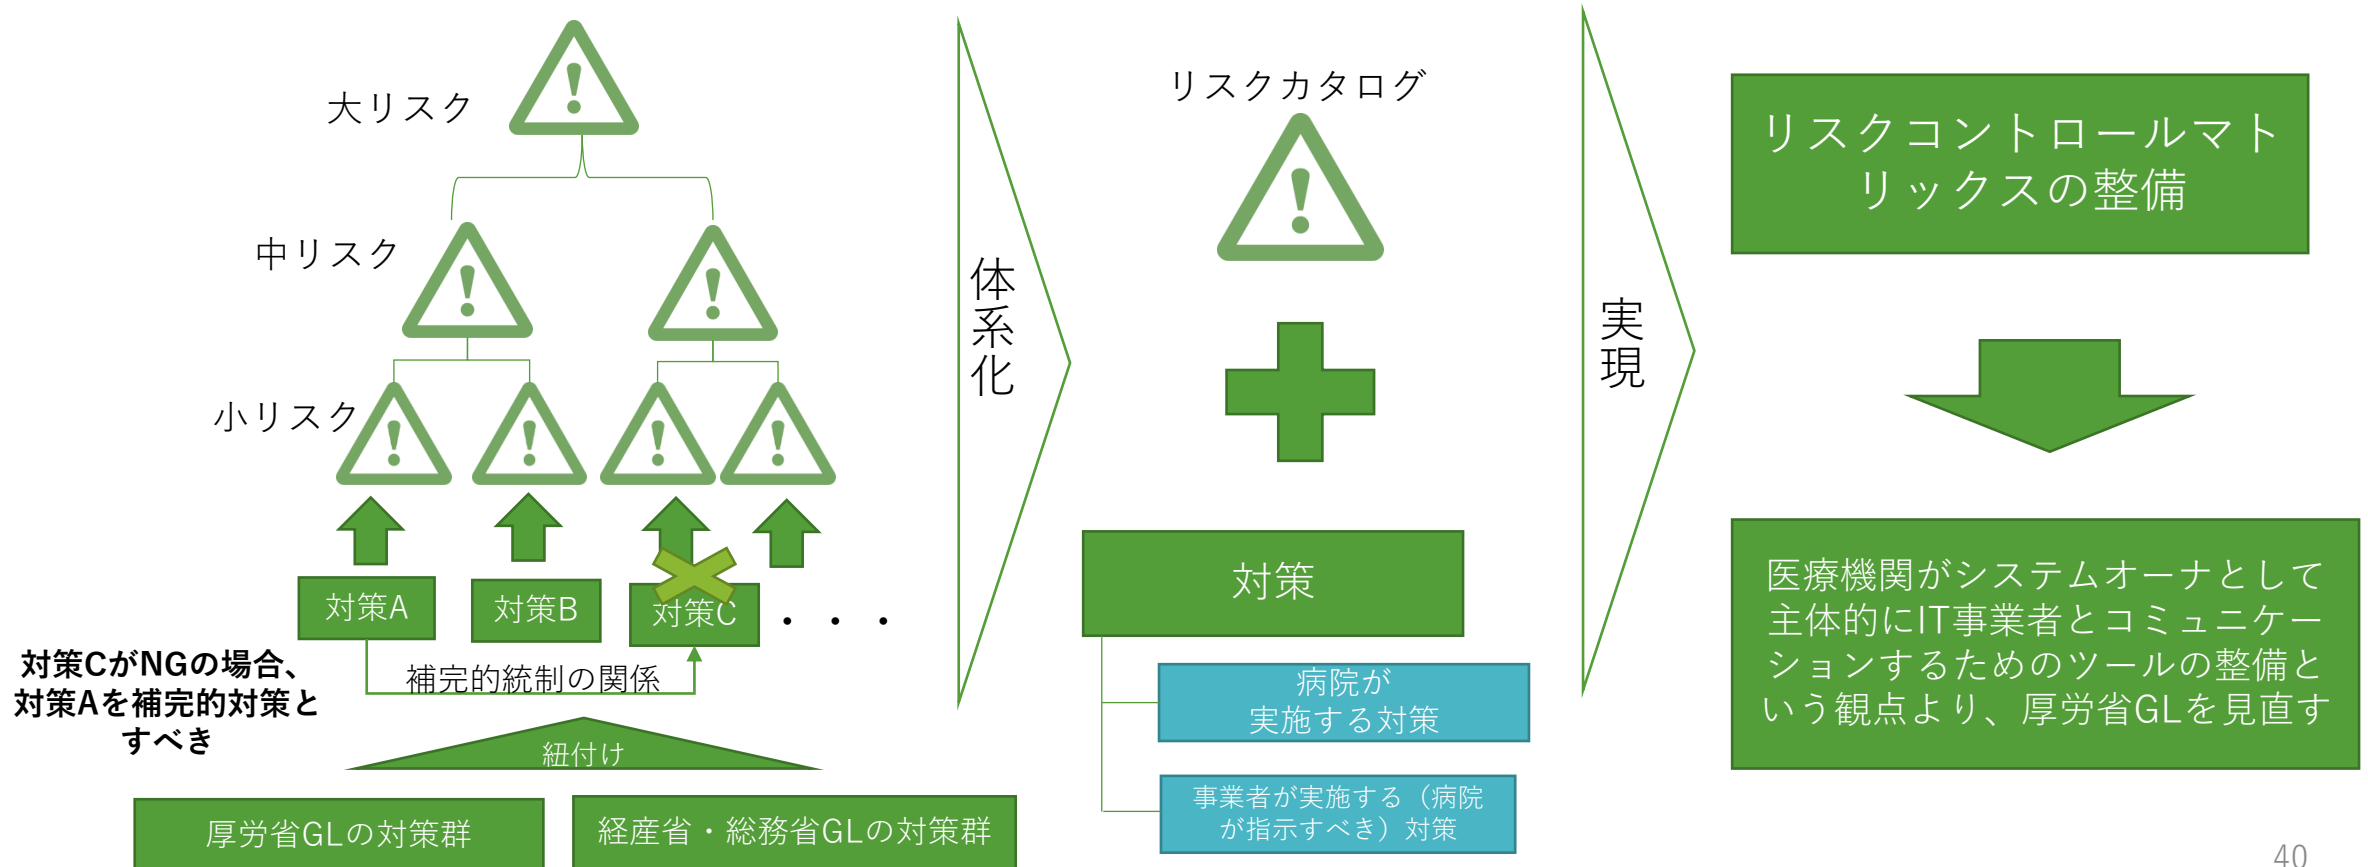 大リスク
中リスク
小リスク
対策A
対策B
対策C
・・・
対策CがNGの場合、
対策Aを補完的対策と
すべき
補完的統制の関係
紐付け
厚労省GLの対策群
経産省・総務省GLの対策群
体系化
リスクカタログ
対策
病院が
実施する対策
事業者が実施する（病院
が指示すべき）対策
実現
リスクコントロールマト
リックスの整備
医療機関がシステムオーナとして
主体的にIT事業者とコミュニケー
ションするためのツールの整備と
いう観点より、厚労省GLを見直す
40